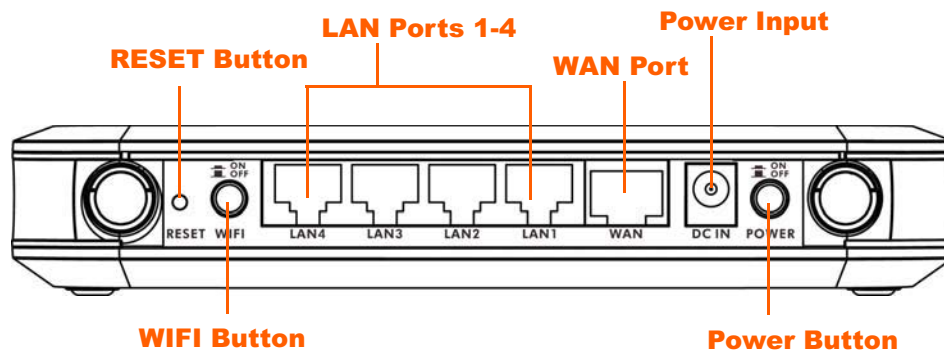 LAN Ports 1-4
Power Input
RESET Button
WAN Port
ON
OFF
ON
OFF
RESET WIFI LAN4 LAN3 LAN2 LAN1 WAN DC IN POWER
WIFI Button
Power Button